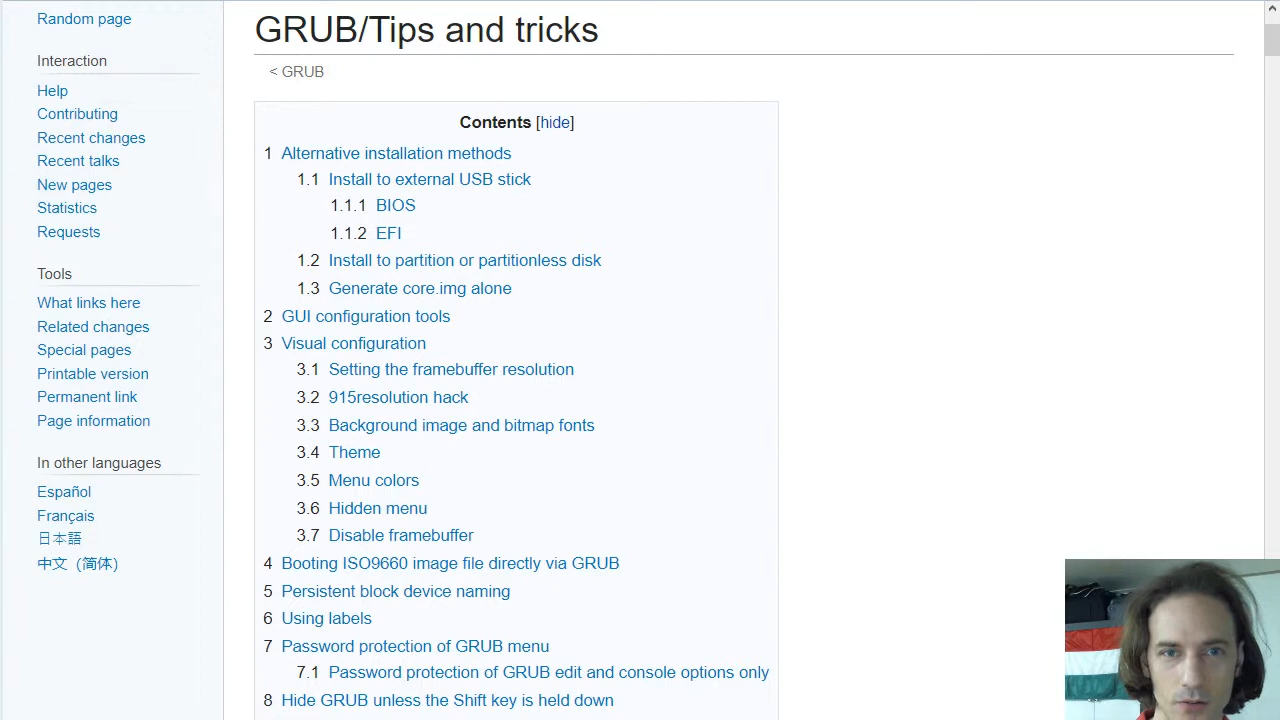 Random page
Interaction
Help
Contributing
Recent changes
Recent talks
New pages
Statistics
Requests
Tools
What links here
Related changes
Special pages
Printable version
Permanent link
Page information
In other languages
Español
Français
日本語
中文（简体）
GRUB/Tips and tricks
< GRUB
Contents [hide]
1 Alternative installation methods
1.1 Install to external USB stick
1.1.1 BIOS
1.1.2 EFI
1.2 Install to partition or partitionless disk
1.3 Generate core.img alone
2 GUI configuration tools
3 Visual configuration
3.1 Setting the framebuffer resolution
3.2 915resolution hack
3.3 Background image and bitmap fonts
3.4 Theme
3.5 Menu colors
3.6 Hidden menu
3.7 Disable framebuffer
4 Booting ISO9660 image file directly via GRUB
5 Persistent block device naming
6 Using labels
7 Password protection of GRUB menu
7.1 Password protection of GRUB edit and console options only
8 Hide GRUB unless the Shift key is held down